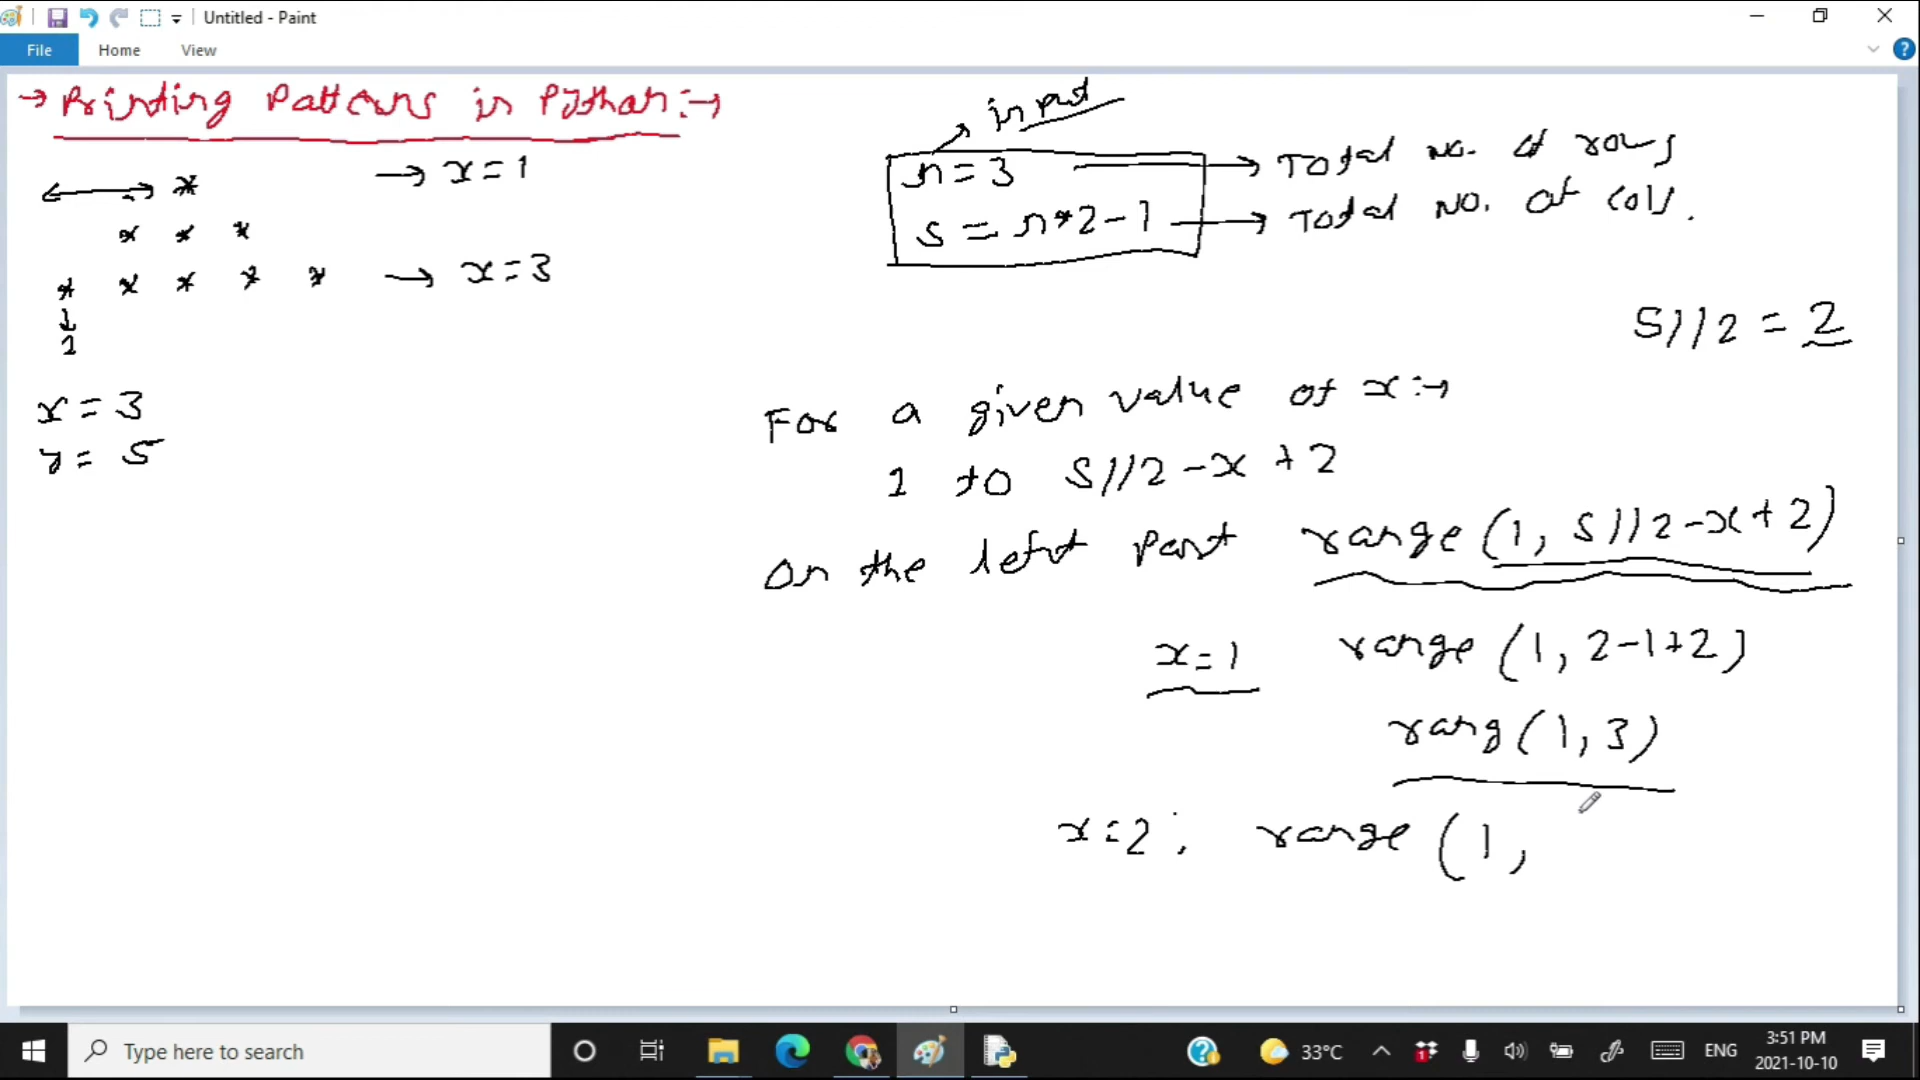 Untitled - Paint
File Home View
→ Printing Patterns in Python :→
* → x=1
* * *
* * * * * → x=3
↓
1
x = 3
y = 5
input
n = 3 → Total No. of rows
s = n*2-1 → Total No. of cols.
S//2 = 2
For a given value of x :→
1 to S//2 -x + 2
On the left part range (1, S//2 -x + 2)
x=1 range (1, 2-1+2)
rang (1, 3)
x=2: range (1,
Type here to search
33°C
ENG
3:51 PM
2021-10-10